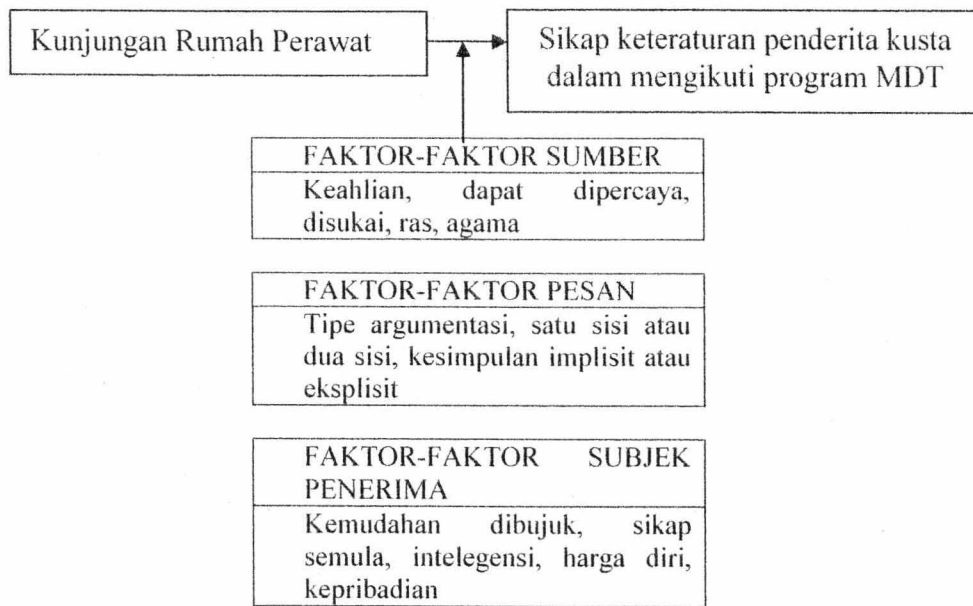 Kunjungan Rumah Perawat
Sikap keteraturan penderita kusta
dalam mengikuti program MDT
FAKTOR-FAKTOR SUMBER
Keahlian, dapat dipercaya,
disukai, ras, agama
FAKTOR-FAKTOR PESAN
Tipe argumentasi, satu sisi atau
dua sisi, kesimpulan implisit atau
eksplisit
FAKTOR-FAKTOR SUBJEK
PENERIMA
Kemudahan dibujuk, sikap
semula, intelegensi, harga diri,
kepribadian